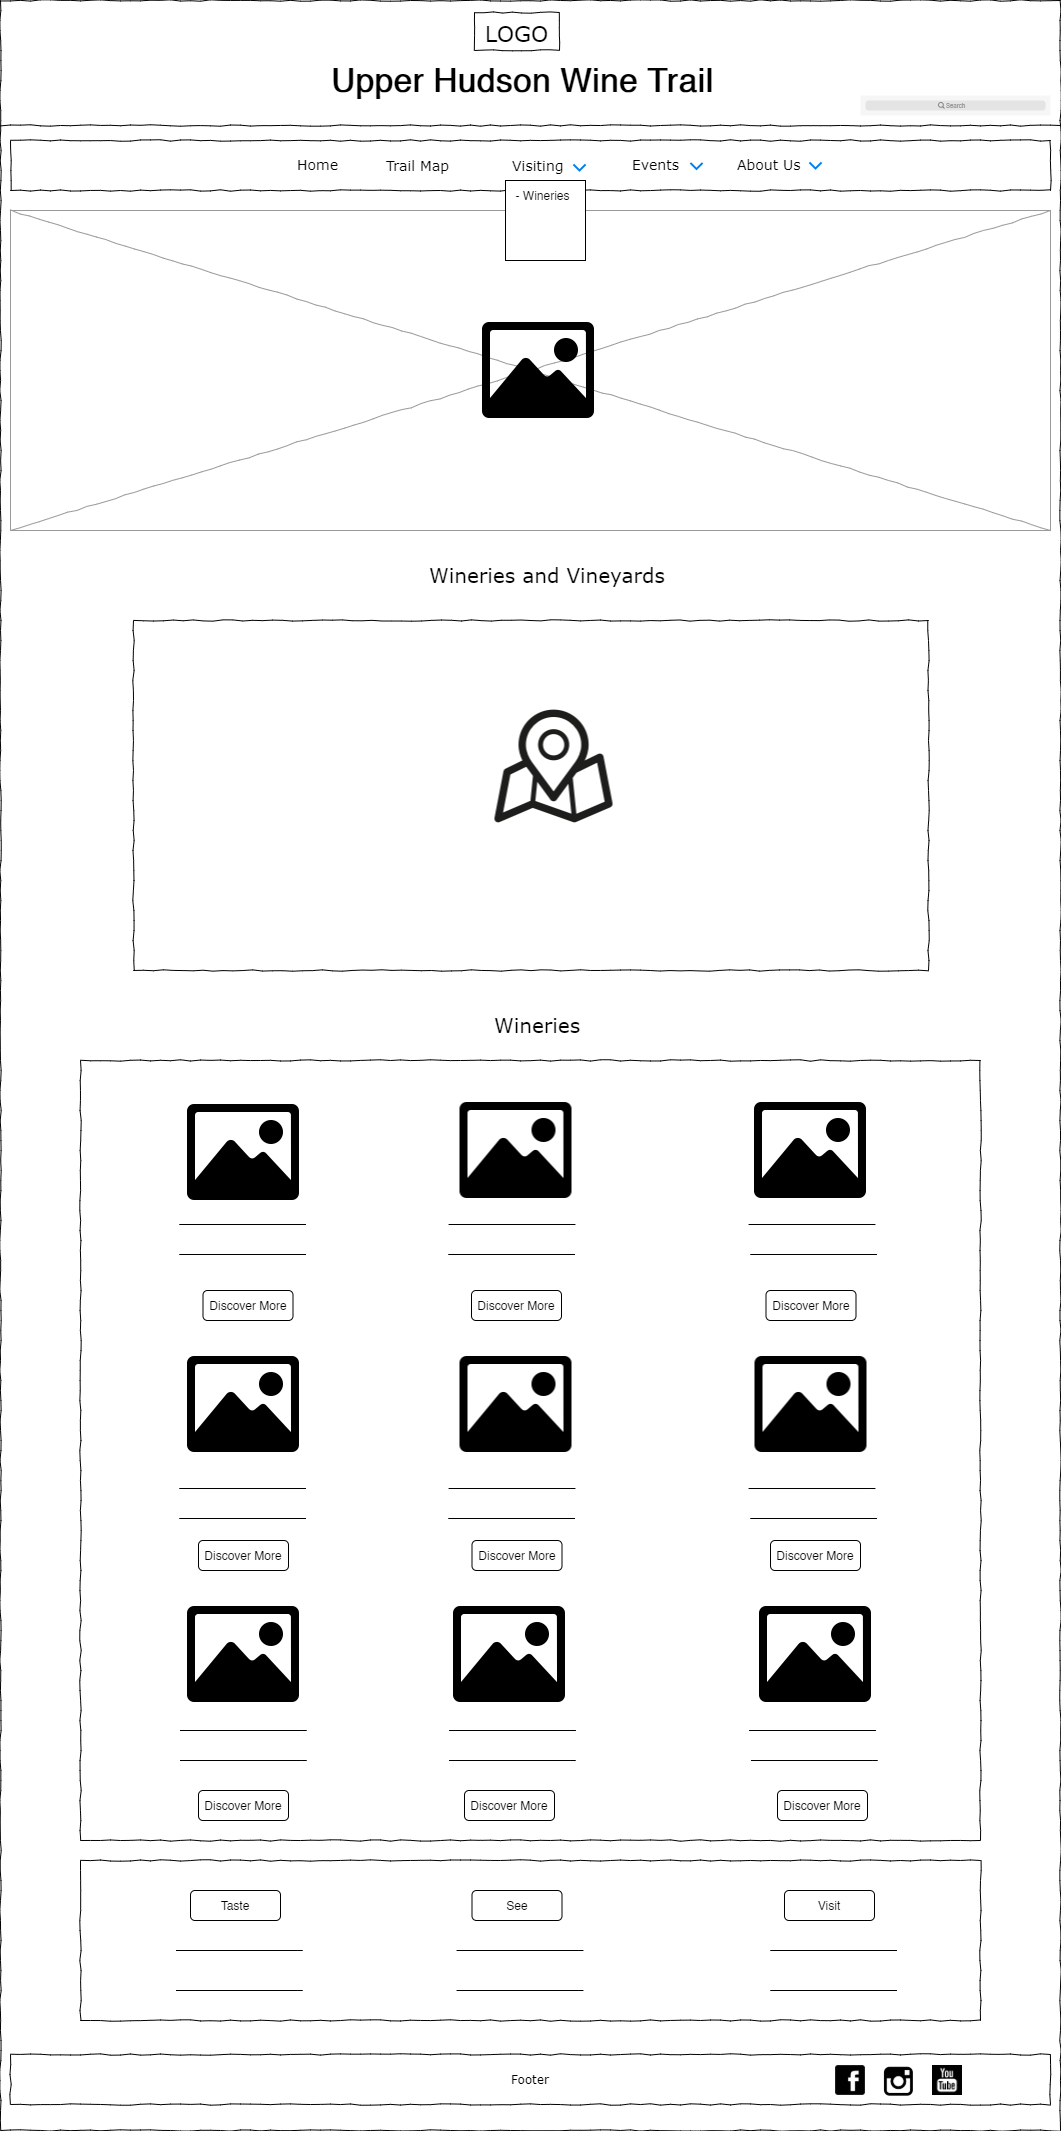 LOGO
Upper Hudson Wine Trail
Search
Home
Trail Map
Visiting
Events
About Us
- Wineries
Wineries and Vineyards
Wineries
Discover More
Discover More
Discover More
Discover More
Discover More
Discover More
Discover More
Discover More
Discover More
Taste
See
Visit
Footer
f
You
Tube